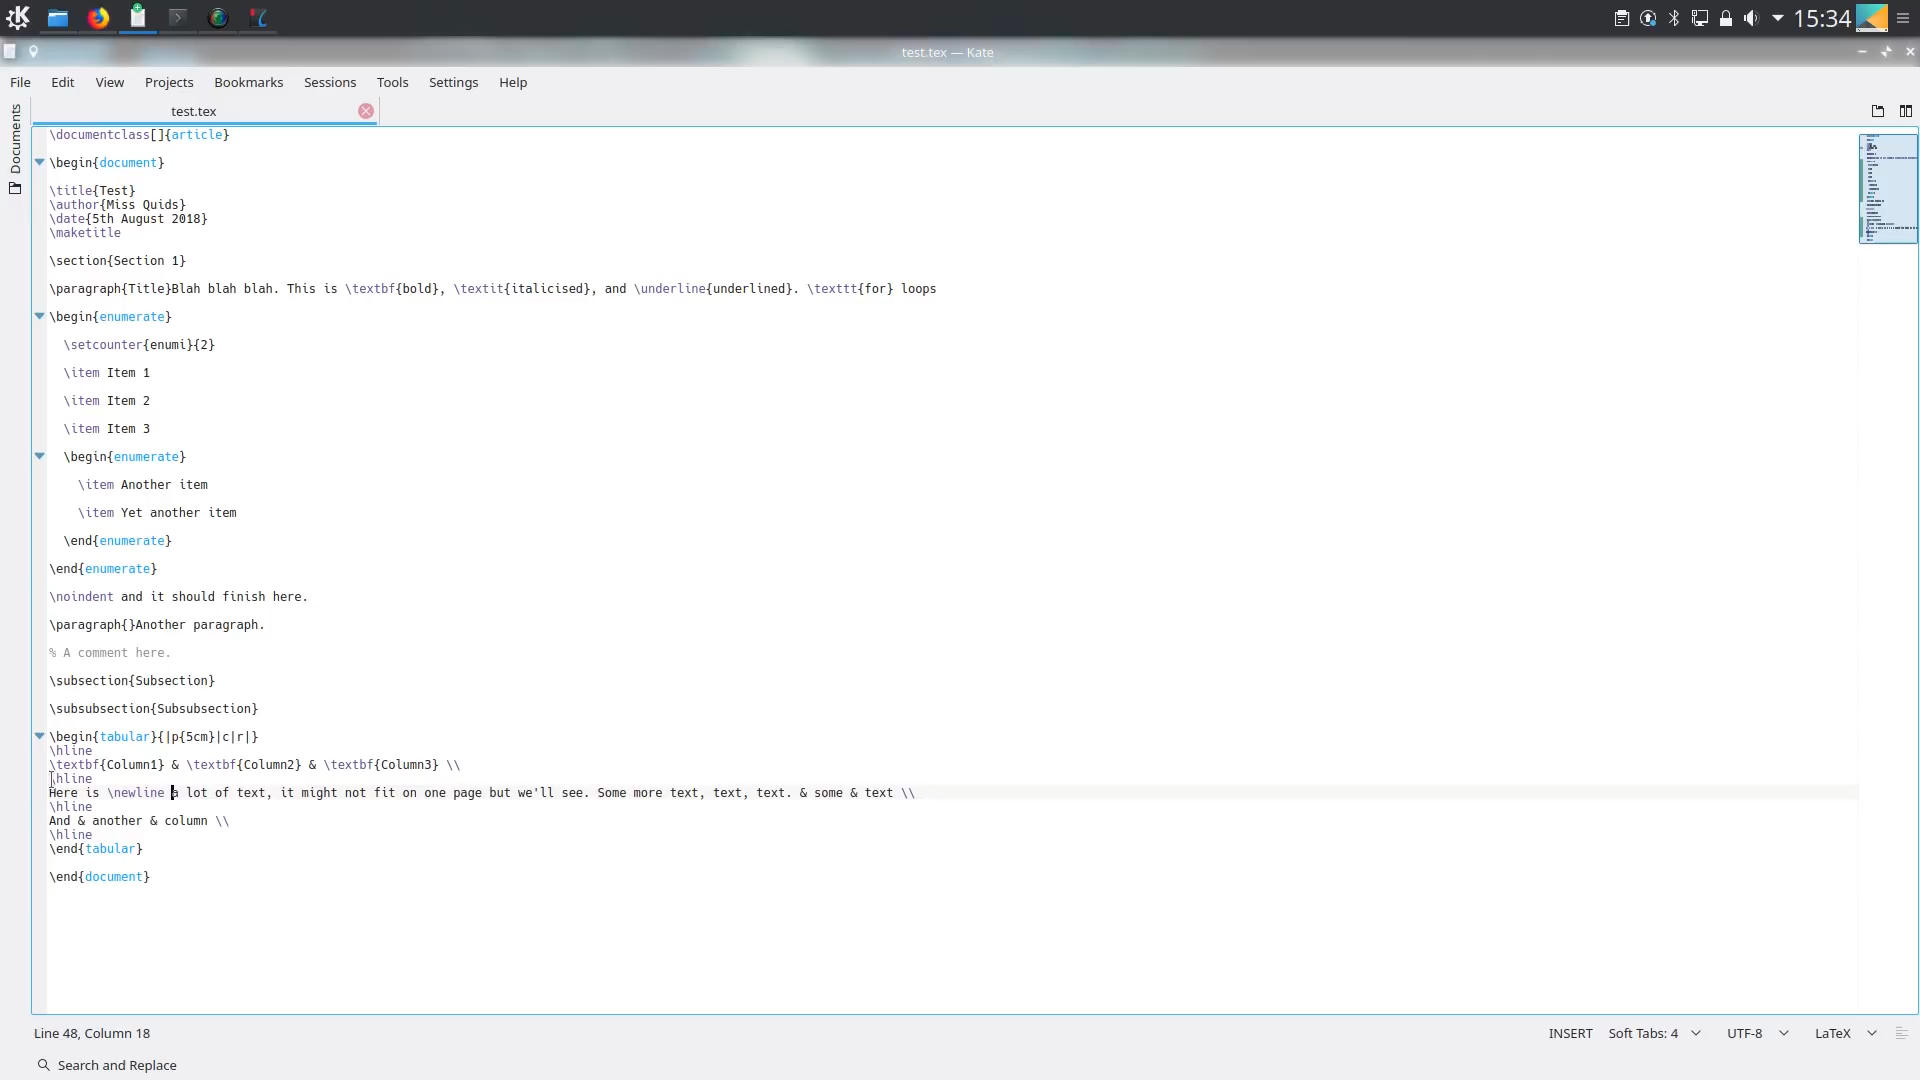 15:34
test.tex — Kate
File Edit View Projects Bookmarks Sessions Tools Settings Help
Documents
test.tex
\documentclass[]{article}
\begin{document}
\title{Test}
\author{Miss Quids}
\date{5th August 2018}
\maketitle
\section{Section 1}
\paragraph{Title}Blah blah blah. This is \textbf{bold}, \textit{italicised}, and \underline{underlined}. \texttt{for} loops
\begin{enumerate}
\setcounter{enumi}{2}
\item Item 1
\item Item 2
\item Item 3
\begin{enumerate}
\item Another item
\item Yet another item
\end{enumerate}
\end{enumerate}
\noindent and it should finish here.
\paragraph{}Another paragraph.
% A comment here.
\subsection{Subsection}
\subsubsection{Subsubsection}
\begin{tabular}{|p{5cm}|c|r|}
\hline
\textbf{Column1} & \textbf{Column2} & \textbf{Column3} \\
\hline
Here is \newline a lot of text, it might not fit on one page but we'll see. Some more text, text, text. & some & text \\
\hline
And & another & column \\
\hline
\end{tabular}
\end{document}
Line 48, Column 18 INSERT Soft Tabs: 4 UTF-8 LaTeX
Search and Replace